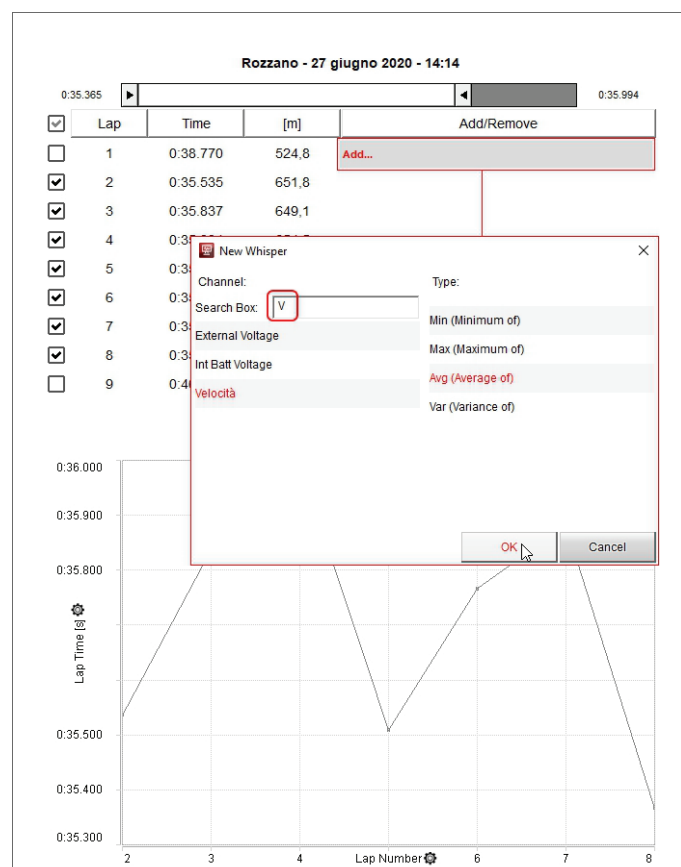 Rozzano - 27 giugno 2020 - 14:14
0:35.365
0:35.994
Lap Time [m] Add/Remove
1 0:38.770 524,8 Add...
2 0:35.535 651,8
3 0:35.837 649,1
4
5
6
7
8
9
New Whisper
Channel: Type:
Search Box: V
External Voltage
Int Batt Voltage
Velocità
Min (Minimum of)
Max (Maximum of)
Avg (Average of)
Var (Variance of)
OK Cancel
0:36.000
0:35.900
0:35.800
Lap Time [s]
0:35.500
0:35.400
0:35.300
2 3 4 Lap Number 6 7 8